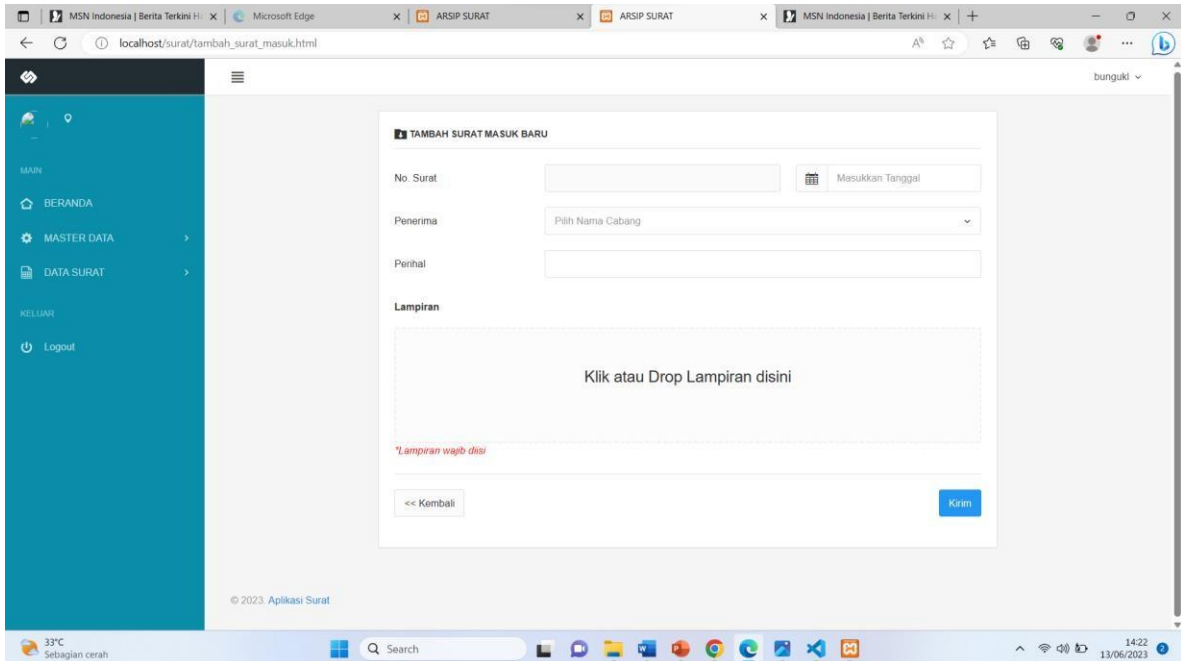 MSN Indonesia | Berita Terkini Ha
Microsoft Edge
ARSIP SURAT
ARSIP SURAT
MSN Indonesia | Berita Terkini Ha
localhost/surat/tambah_surat_masuk.html
bungukl
TAMBAH SURAT MASUK BARU
MAIN
BERANDA
MASTER DATA
DATA SURAT
KELUAR
Logout
No. Surat
Masukkan Tanggal
Penerima
Pilih Nama Cabang
Perihal
Lampiran
Klik atau Drop Lampiran disini
*Lampiran wajib diisi
<< Kembali
Kirim
© 2023. Aplikasi Surat
33°C
Sebagian cerah
Search
14:22
13/06/2023
2